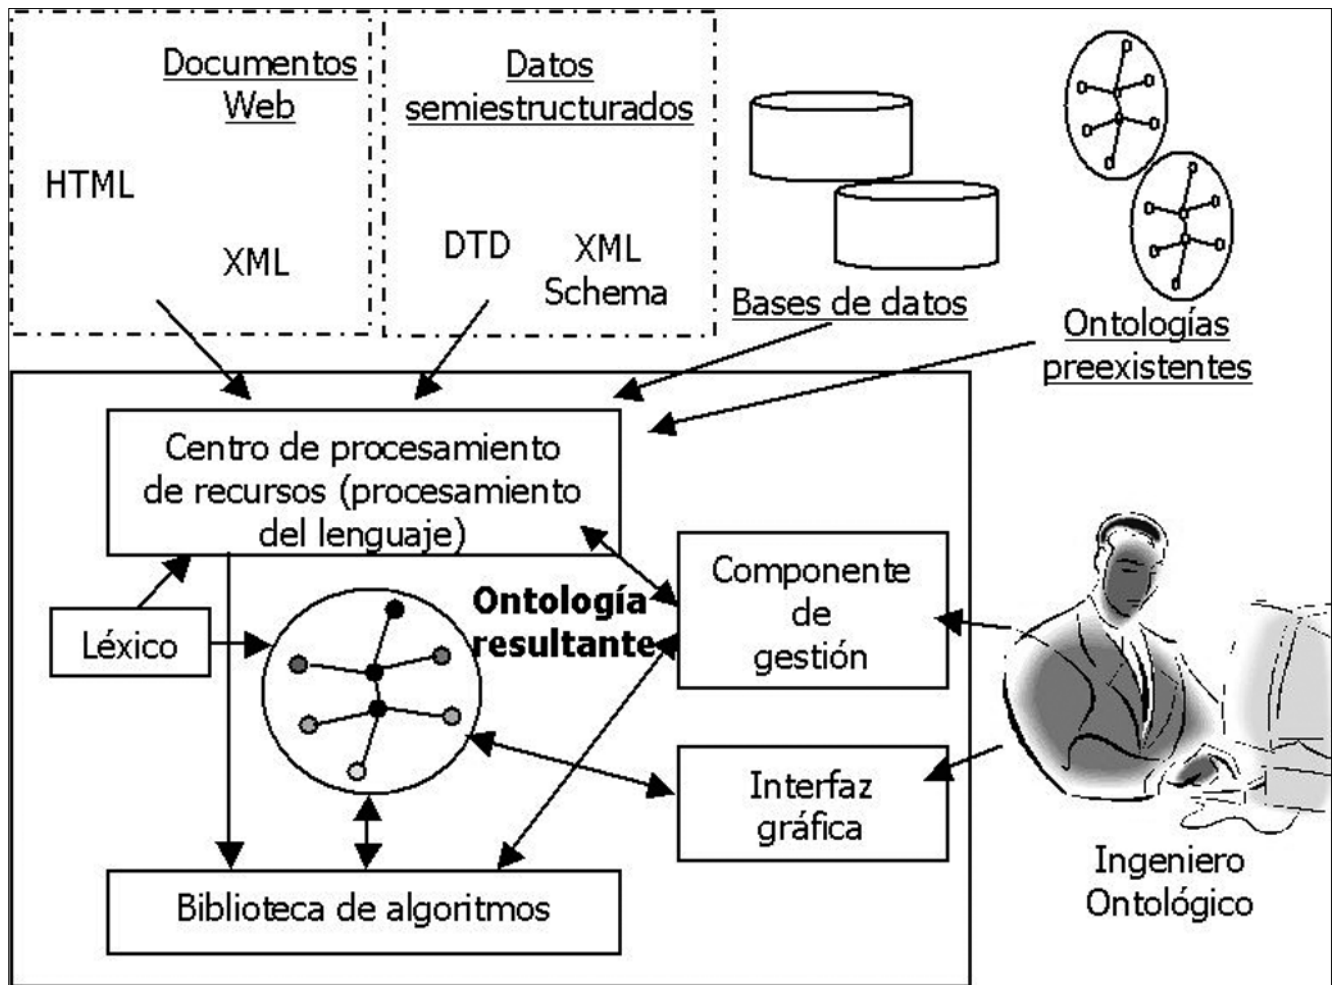 Documentos
Web
HTML
XML
Datos
semiestructurados
DTD
XML
Schema
Bases de datos
Ontologías
preexistentes
Centro de procesamiento
de recursos (procesamiento
del lenguaje)
Léxico
Ontología
resultante
Componente
de
gestión
Interfaz
gráfica
Biblioteca de algoritmos
Ingeniero
Ontológico